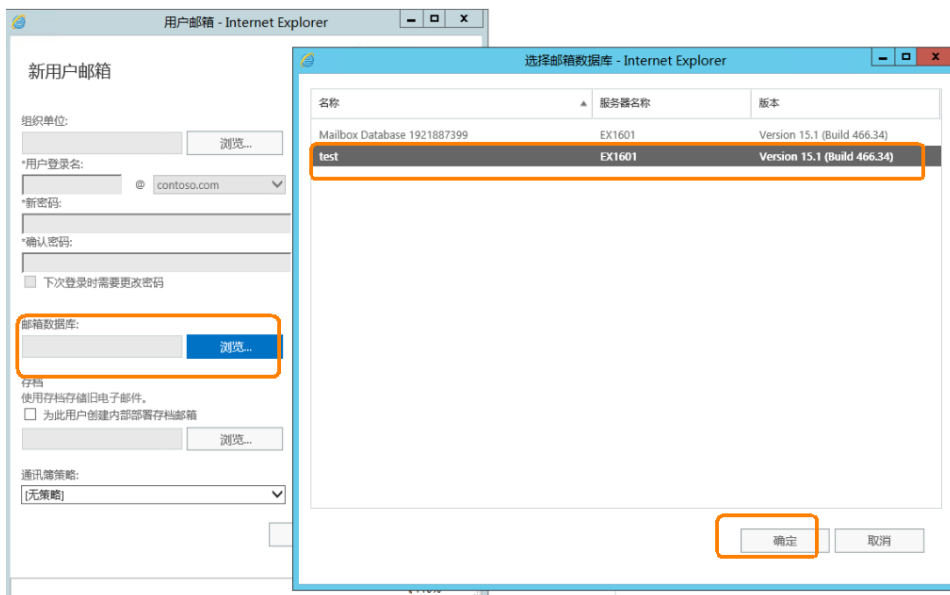 用户邮箱 - Internet Explorer
新用户邮箱
组织单位:
浏览...
*用户登录名:
@ contoso.com
*新密码:
*确认密码:
下次登录时需要更改密码
邮箱数据库:
浏览...
存档
使用存档存储旧电子邮件。
为此用户创建内部部署存档邮箱
浏览...
通讯簿策略:
[无策略]
选择邮箱数据库 - Internet Explorer
名称 服务器名称 版本
Mailbox Database 1921887399 EX1601 Version 15.1 (Build 466.34)
test EX1601 Version 15.1 (Build 466.34)
确定 取消